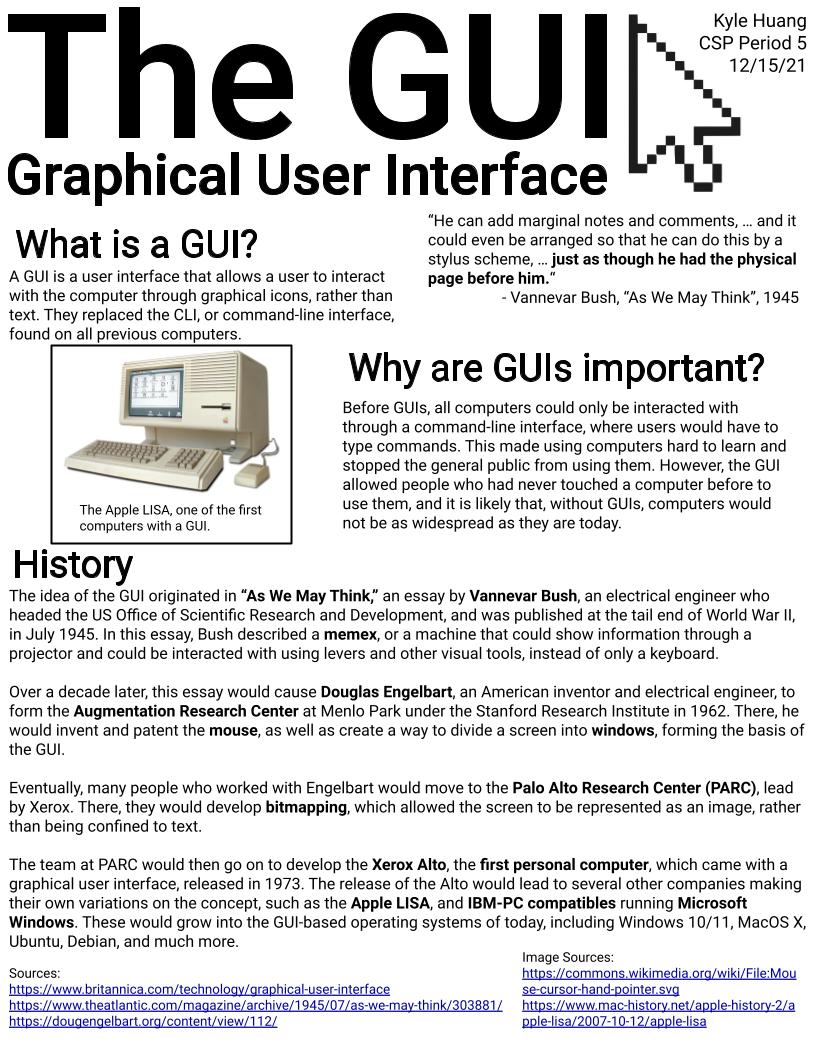 The GUI
Graphical User Interface
Kyle Huang
CSP Period 5
12/15/21
What is a GUI?
A GUI is a user interface that allows a user to interact
with the computer through graphical icons, rather than
text. They replaced the CLI, or command-line interface,
found on all previous computers.
“He can add marginal notes and comments, … and it
could even be arranged so that he can do this by a
stylus scheme, … just as though he had the physical
page before him.“
- Vannevar Bush, “As We May Think”, 1945
The Apple LISA, one of the first
computers with a GUI.
Why are GUIs important?
Before GUIs, all computers could only be interacted with
through a command-line interface, where users would have to
type commands. This made using computers hard to learn and
stopped the general public from using them. However, the GUI
allowed people who had never touched a computer before to
use them, and it is likely that, without GUIs, computers would
not be as widespread as they are today.
History
The idea of the GUI originated in “As We May Think,” an essay by Vannevar Bush, an electrical engineer who
headed the US Office of Scientific Research and Development, and was published at the tail end of World War II,
in July 1945. In this essay, Bush described a memex, or a machine that could show information through a
projector and could be interacted with using levers and other visual tools, instead of only a keyboard.
Over a decade later, this essay would cause Douglas Engelbart, an American inventor and electrical engineer, to
form the Augmentation Research Center at Menlo Park under the Stanford Research Institute in 1962. There, he
would invent and patent the mouse, as well as create a way to divide a screen into windows, forming the basis of
the GUI.
Eventually, many people who worked with Engelbart would move to the Palo Alto Research Center (PARC), lead
by Xerox. There, they would develop bitmapping, which allowed the screen to be represented as an image, rather
than being confined to text.
The team at PARC would then go on to develop the Xerox Alto, the first personal computer, which came with a
graphical user interface, released in 1973. The release of the Alto would lead to several other companies making
their own variations on the concept, such as the Apple LISA, and IBM-PC compatibles running Microsoft
Windows. These would grow into the GUI-based operating systems of today, including Windows 10/11, MacOS X,
Ubuntu, Debian, and much more.
Sources:
https://www.britannica.com/technology/graphical-user-interface
https://www.theatlantic.com/magazine/archive/1945/07/as-we-may-think/303881/
https://dougengelbart.org/content/view/112/
Image Sources:
https://commons.wikimedia.org/wiki/File:Mou
se-cursor-hand-pointer.svg
https://www.mac-history.net/apple-history-2/a
pple-lisa/2007-10-12/apple-lisa